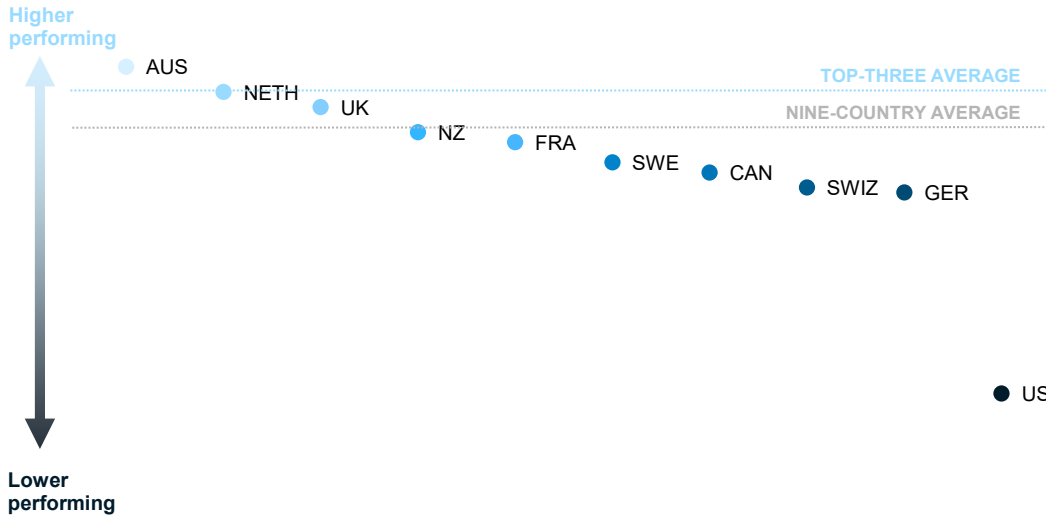 Higher
performing
AUS
TOP-THREE AVERAGE
NETH
UK
NINE-COUNTRY AVERAGE
NZ
FRA
SWE
CAN
SWIZ
GER
US
Lower
performing